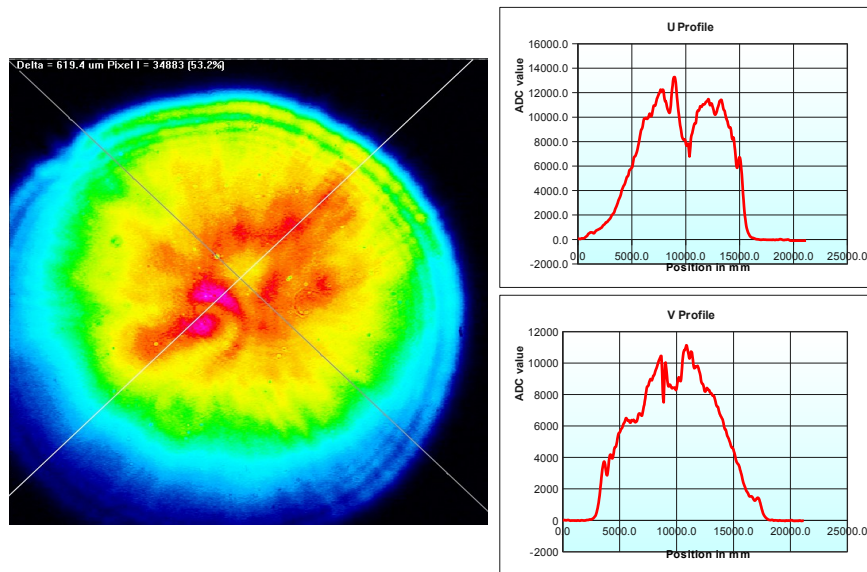 Delta = 619.4 um Pixel I = 34883 (53.2%)
U Profile
ADC value
16000.0
14000.0
12000.0
10000.0
8000.0
6000.0
4000.0
2000.0
0.0
-2000.0
0.0 5000.0 10000.0 15000.0 20000.0 25000.0
Position in mm
V Profile
ADC value
12000
10000
8000
6000
4000
2000
0
-2000
0.0 5000.0 10000.0 15000.0 20000.0 25000.0
Position in mm